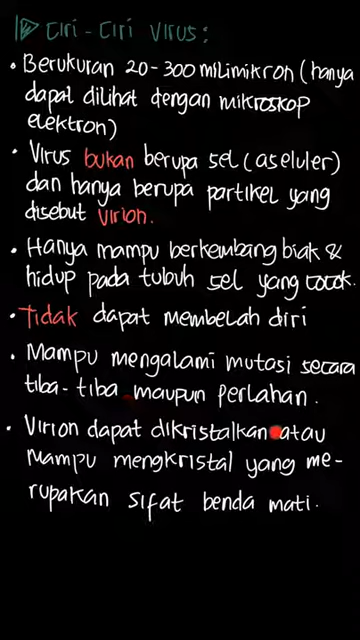 Ciri-Ciri Virus:
• Berukuran 20-300 milimikron (hanya
dapat dilihat dengan mikroskop
elektron)
• Virus bukan berupa sel (aseluler)
dan hanya berupa partikel yang
disebut virion.
• Hanya mampu berkembang biak &
hidup pada tubuh sel yang cocok.
• Tidak dapat membelah diri
• Mampu mengalami mutasi secara
tiba-tiba maupun perlahan.
• Virion dapat dikristalkan atau
mampu mengkristal yang me-
rupakan sifat benda mati.